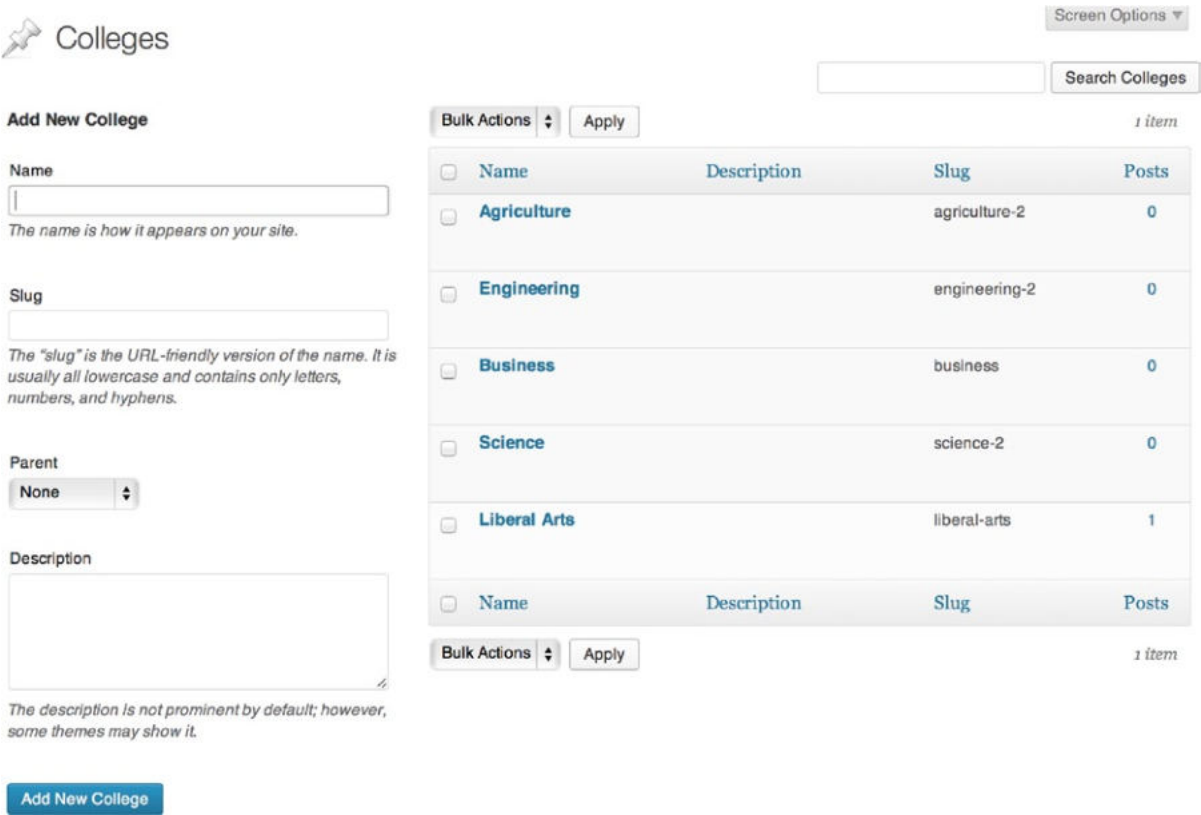 Screen Options ▼
Colleges
Search Colleges
Add New College
Name
The name is how it appears on your site.
Slug
The “slug” is the URL-friendly version of the name. It is
usually all lowercase and contains only letters,
numbers, and hyphens.
Parent
None
Description
The description is not prominent by default; however,
some themes may show it.
Add New College
Bulk Actions Apply 1 item
Name Description Slug Posts
Agriculture agriculture-2 0
Engineering engineering-2 0
Business business 0
Science science-2 0
Liberal Arts liberal-arts 1
Name Description Slug Posts
Bulk Actions Apply 1 item